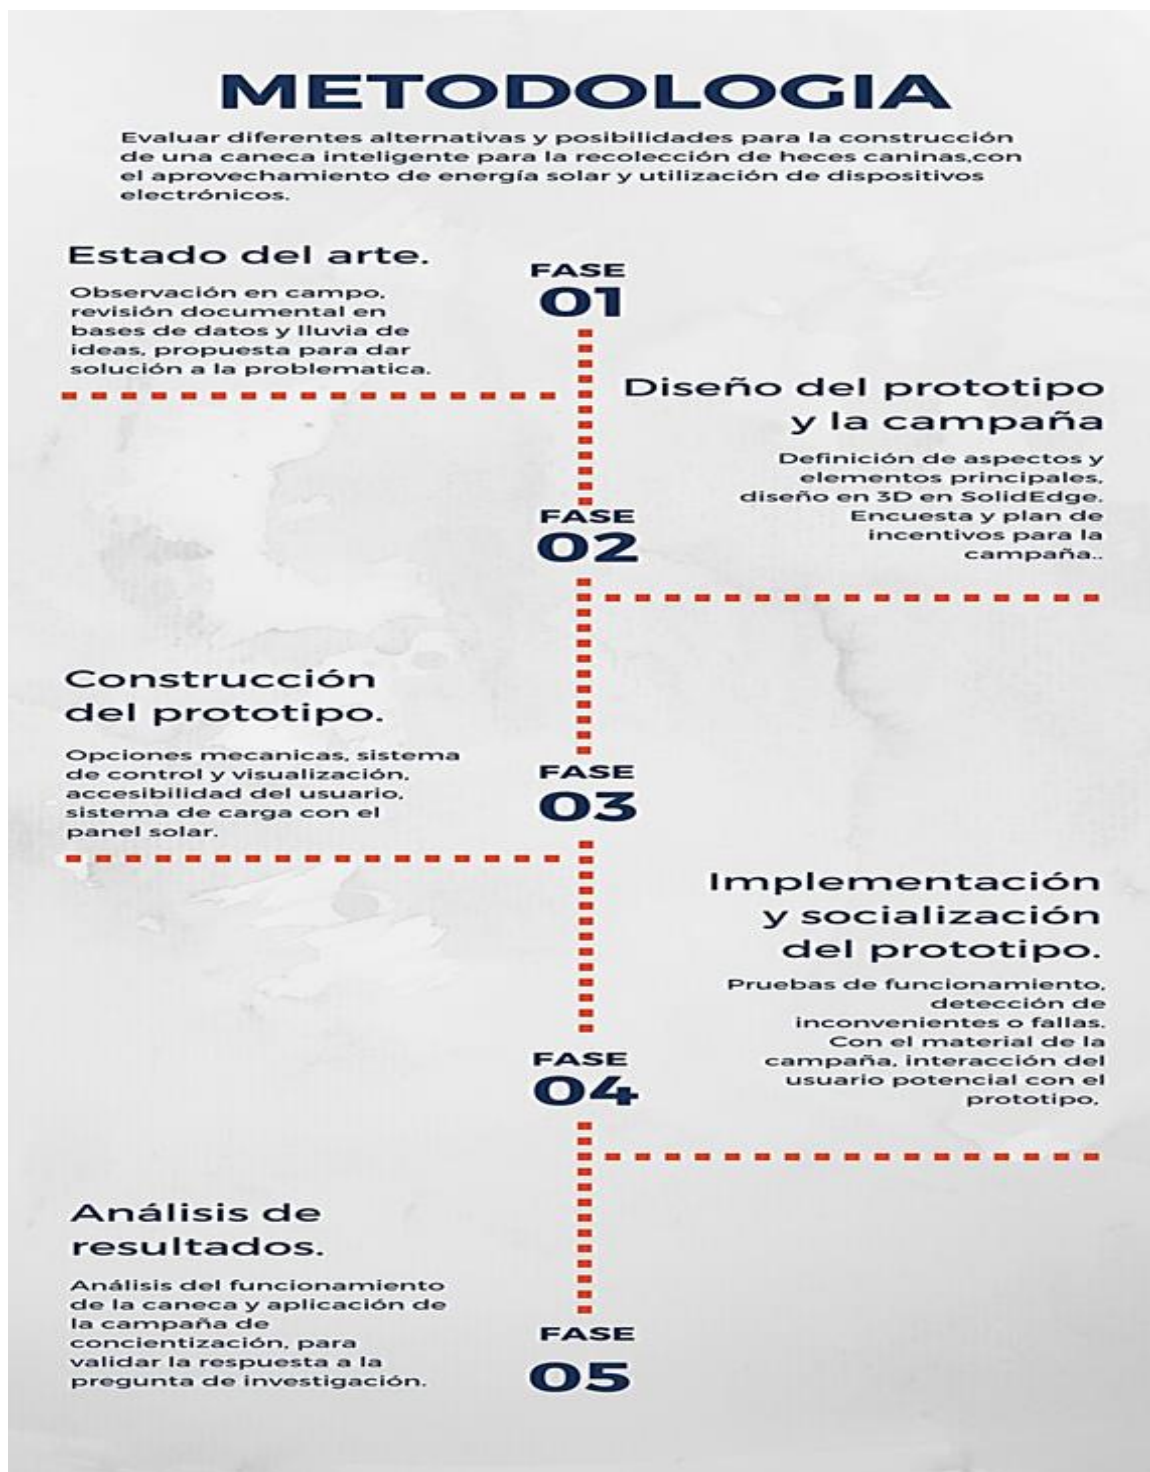 METODOLOGIA
Evaluar diferentes alternativas y posibilidades para la construcción
de una caneca inteligente para la recolección de heces caninas,con
el aprovechamiento de energía solar y utilización de dispositivos
electrónicos.
Estado del arte.
Observación en campo,
revisión documental en
bases de datos y lluvia de
ideas, propuesta para dar
solución a la problematica.
FASE
01
Diseño del prototipo
y la campaña
Definición de aspectos y
elementos principales,
diseño en 3D en SolidEdge.
Encuesta y plan de
incentivos para la
campaña..
FASE
02
Construcción
del prototipo.
Opciones mecanicas, sistema
de control y visualización,
accesibilidad del usuario,
sistema de carga con el
panel solar.
FASE
03
Implementación
y socialización
del prototipo.
Pruebas de funcionamiento,
detección de
inconvenientes o fallas.
Con el material de la
campaña, interacción del
usuario potencial con el
prototipo,
FASE
04
Análisis de
resultados.
Análisis del funcionamiento
de la caneca y aplicación de
la campaña de
concientización, para
validar la respuesta a la
pregunta de investigación.
FASE
05